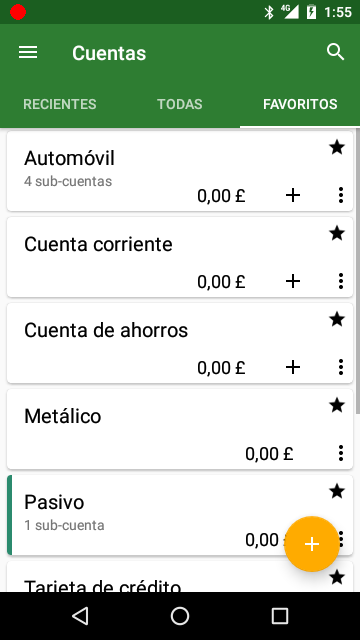 4G 1:55
Cuentas
RECIENTES TODAS FAVORITOS
Automóvil
4 sub-cuentas
0,00 £
Cuenta corriente
0,00 £
Cuenta de ahorros
0,00 £
Metálico
0,00 £
Pasivo
1 sub-cuenta
0,00
Tarjeta de crédito